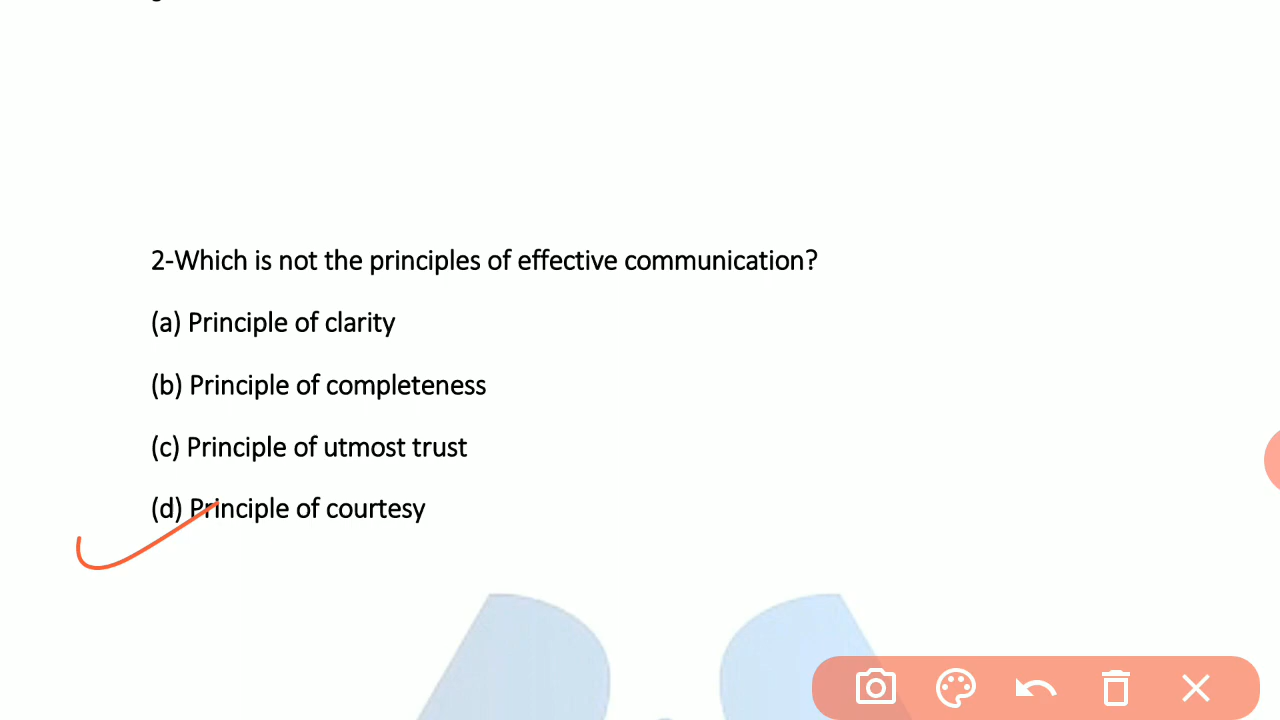 2-Which is not the principles of effective communication?
(a) Principle of clarity
(b) Principle of completeness
(c) Principle of utmost trust
(d) Principle of courtesy